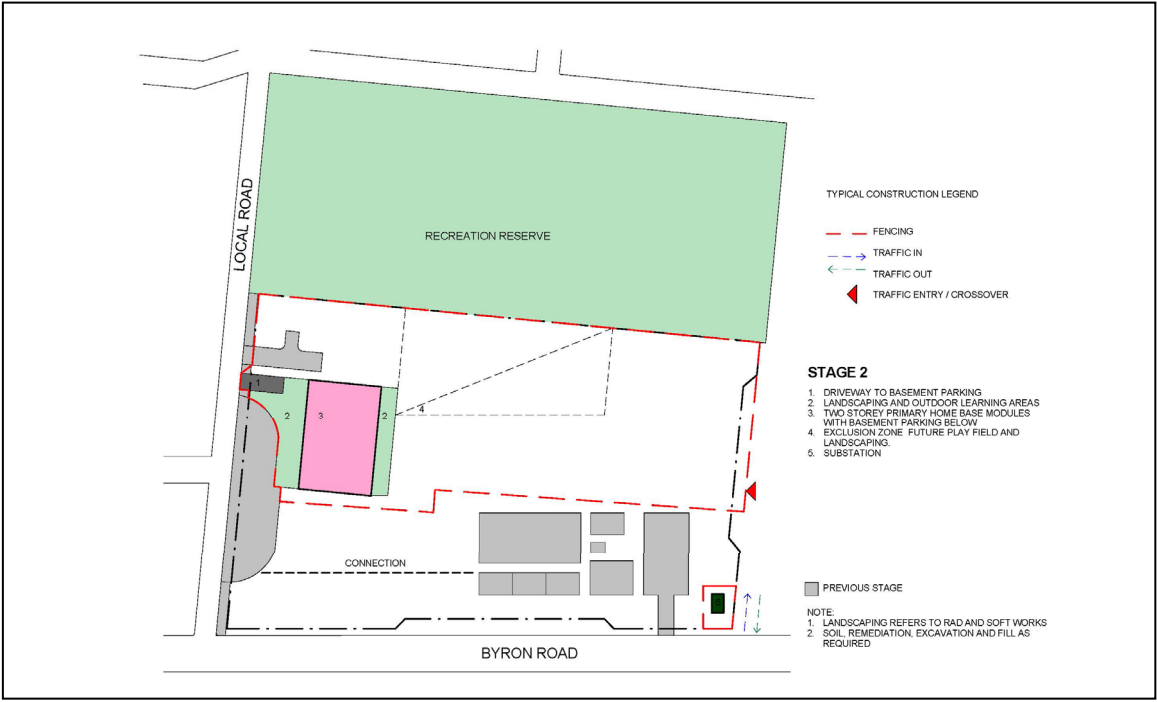 TYPICAL CONSTRUCTION LEGEND
LOCAL ROAD
RECREATION RESERVE
FENCING
TRAFFIC IN
TRAFFIC OUT
TRAFFIC ENTRY / CROSSOVER
1
2
3
2
4
STAGE 2
1. DRIVEWAY TO BASEMENT PARKING
2. LANDSCAPING AND OUTDOOR LEARNING AREAS
3. TWO STOREY PRIMARY HOME BASE MODULES
WITH BASEMENT PARKING BELOW
4. EXCLUSION ZONE FUTURE PLAY FIELD AND
LANDSCAPING.
5. SUBSTATION
CONNECTION
PREVIOUS STAGE
NOTE:
1. LANDSCAPING REFERS TO RAD AND SOFT WORKS
2. SOIL, REMEDIATION, EXCAVATION AND FILL AS
REQUIRED
BYRON ROAD